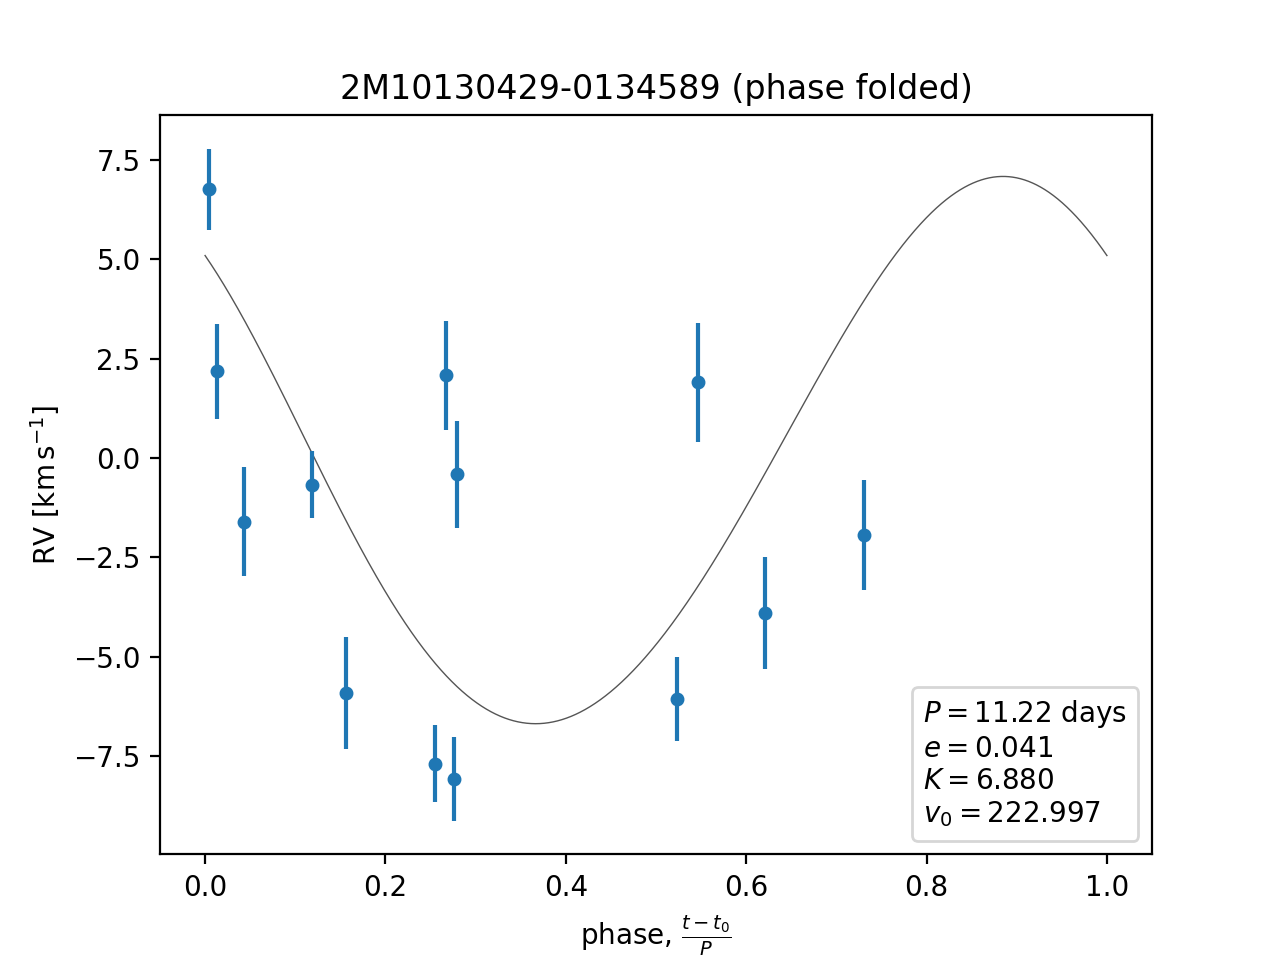 2M10130429-0134589 (phase folded)
7.5
5.0
2.5
0.0
−2.5
−5.0
−7.5
RV [km s⁻¹]
P = 11.22 days
e = 0.041
K = 6.880
v₀ = 222.997
0.0 0.2 0.4 0.6 0.8 1.0
phase, (t − t₀)/P